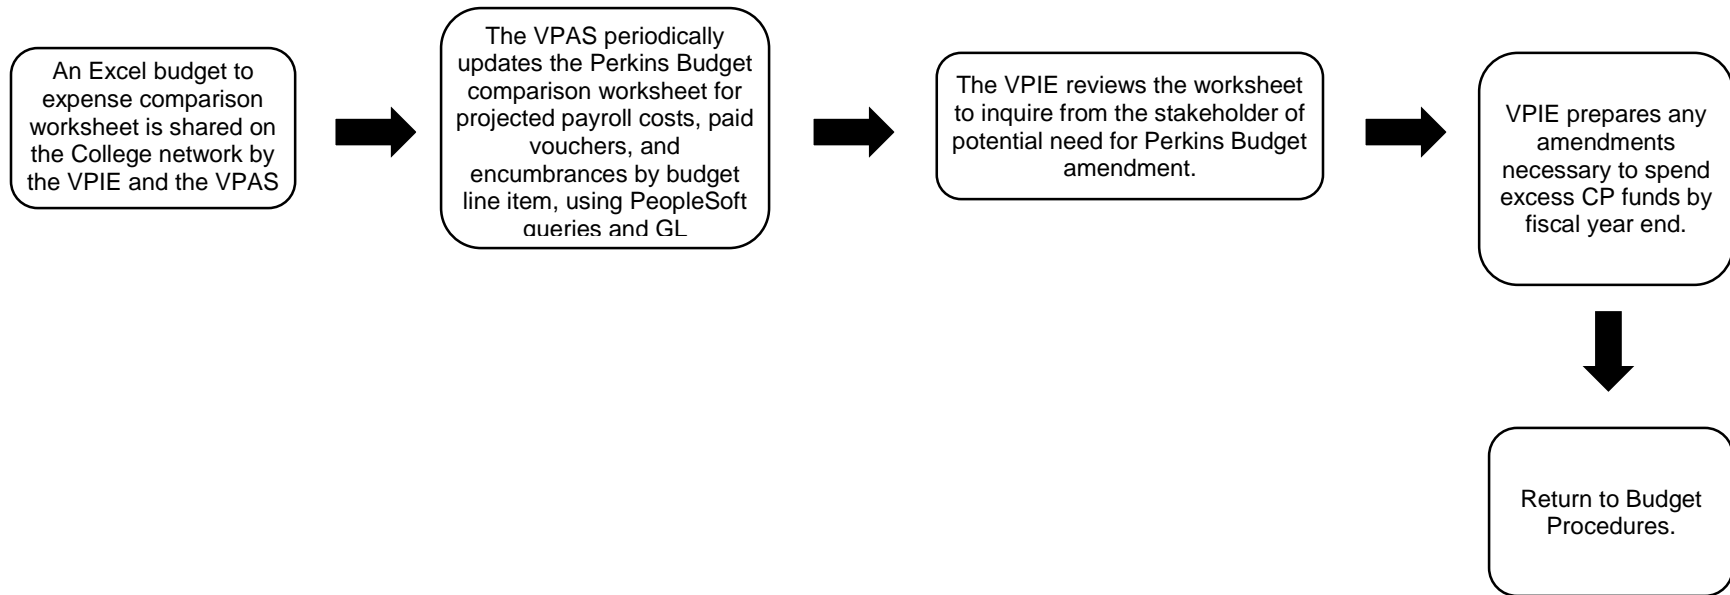 An Excel budget to
expense comparison
worksheet is shared on
the College network by
the VPIE and the VPAS
The VPAS periodically
updates the Perkins Budget
comparison worksheet for
projected payroll costs, paid
vouchers, and
encumbrances by budget
line item, using PeopleSoft
queries and GL
The VPIE reviews the worksheet
to inquire from the stakeholder of
potential need for Perkins Budget
amendment.
VPIE prepares any
amendments
necessary to spend
excess CP funds by
fiscal year end.
Return to Budget
Procedures.